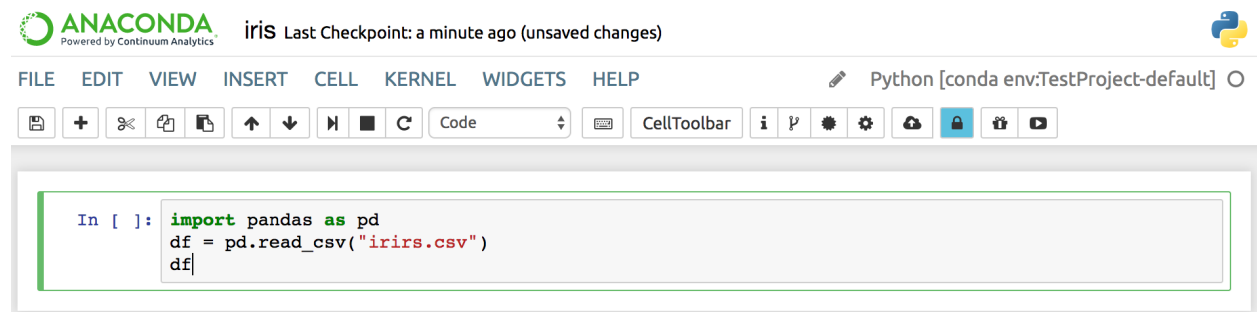 ANACONDA
Powered by Continuum Analytics
iris Last Checkpoint: a minute ago (unsaved changes)
FILE EDIT VIEW INSERT CELL KERNEL WIDGETS HELP Python [conda env:TestProject-default]
Code CellToolbar
In [ ]: import pandas as pd
df = pd.read_csv("irirs.csv")
df